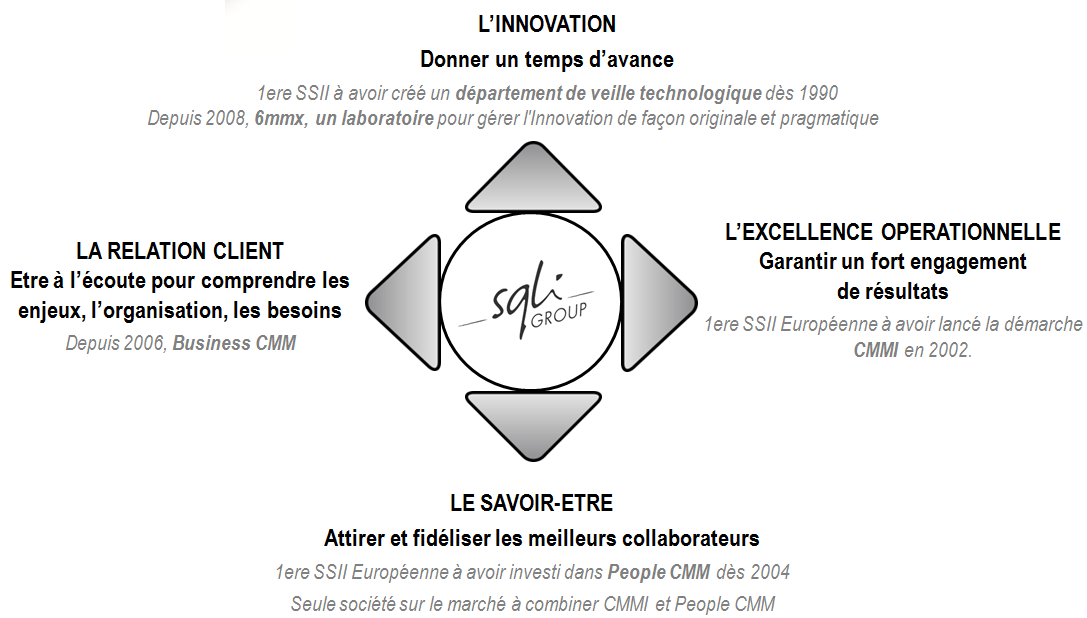 L'INNOVATION
Donner un temps d'avance
1ere SSII à avoir créé un département de veille technologique dès 1990
Depuis 2008, 6mmx, un laboratoire pour gérer l'Innovation de façon originale et pragmatique
LA RELATION CLIENT
Etre à l'écoute pour comprendre les
enjeux, l'organisation, les besoins
Depuis 2006, Business CMM
sqli
GROUP
L'EXCELLENCE OPERATIONNELLE
Garantir un fort engagement
de résultats
1ere SSII Européenne à avoir lancé la démarche
CMMI en 2002.
LE SAVOIR-ETRE
Attirer et fidéliser les meilleurs collaborateurs
1ere SSII Européenne à avoir investi dans People CMM dès 2004
Seule société sur le marché à combiner CMMI et People CMM